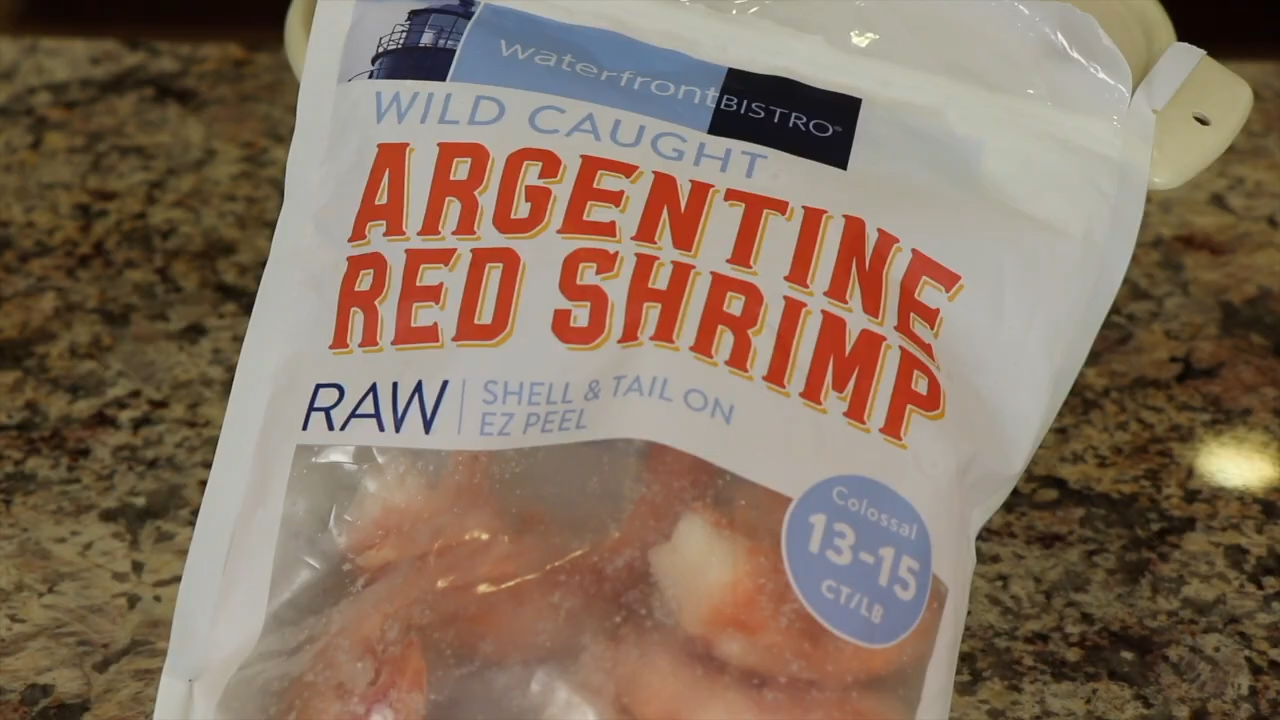 waterfrontBISTRO®
WILD CAUGHT
ARGENTINE
RED SHRIMP
RAW
SHELL & TAIL ON
EZ PEEL
Colossal
13-15
CT/LB